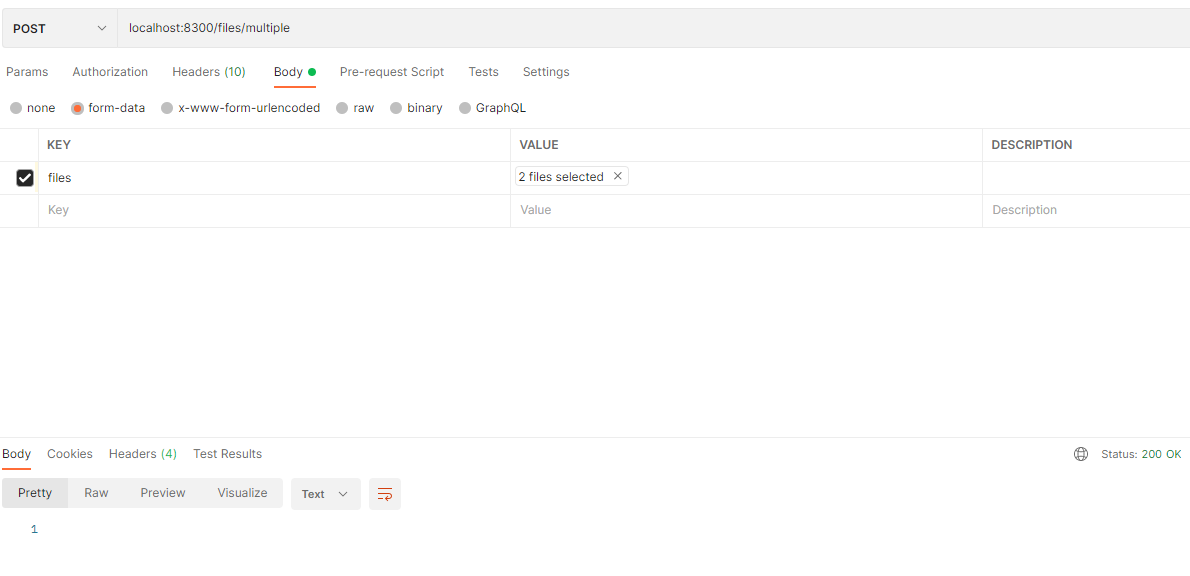 POST localhost:8300/files/multiple
Params Authorization Headers (10) Body Pre-request Script Tests Settings
none form-data x-www-form-urlencoded raw binary GraphQL
KEY VALUE DESCRIPTION
files 2 files selected
Key Value Description
Body Cookies Headers (4) Test Results Status: 200 OK
Pretty Raw Preview Visualize Text
1